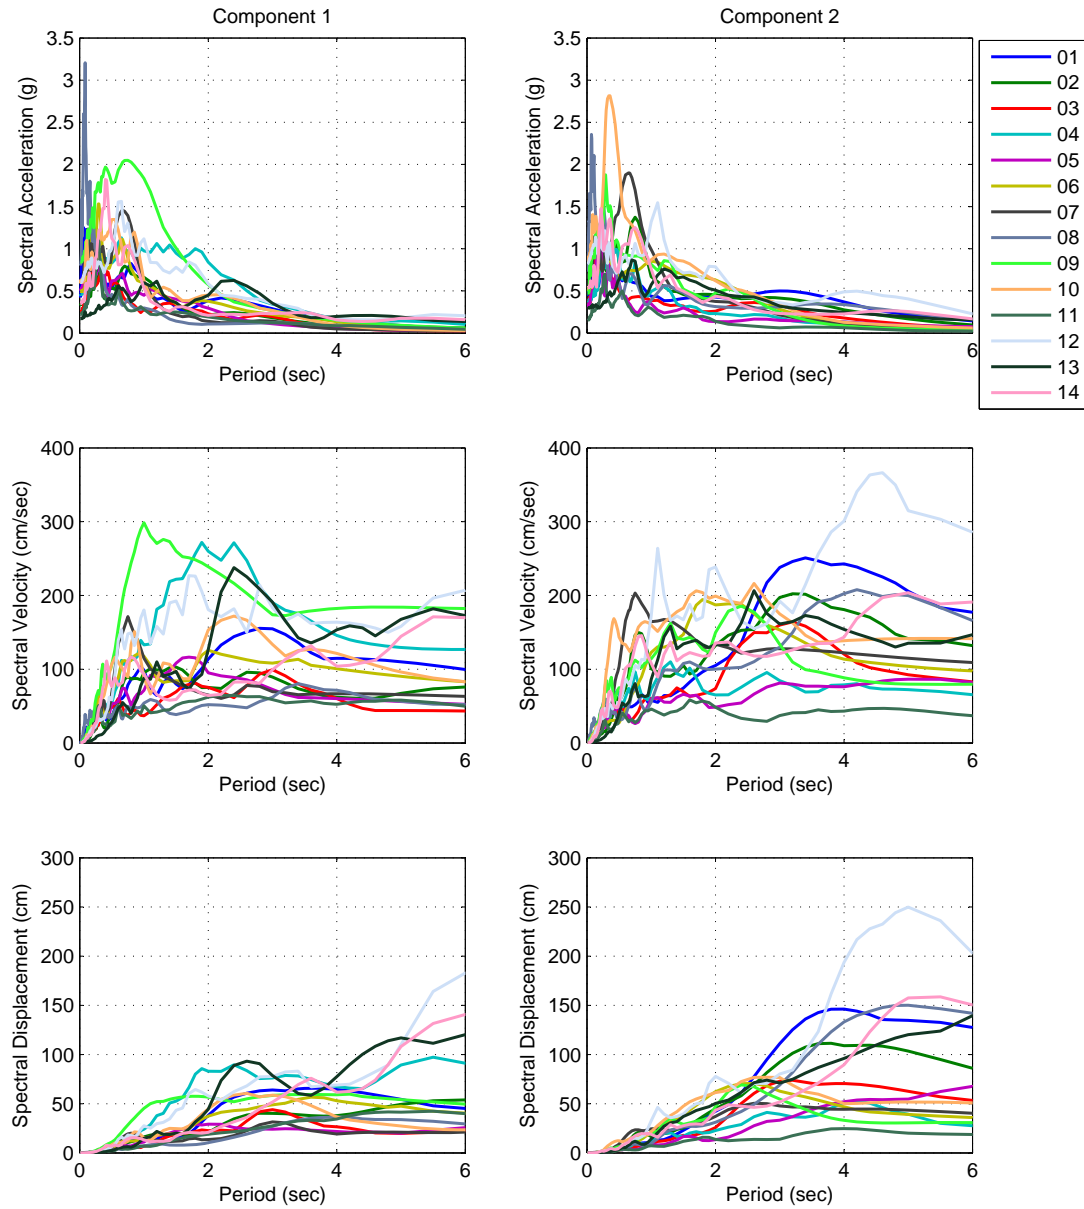 Component 1
Spectral Acceleration (g)
3.5
3
2.5
2
1.5
1
0.5
0
0 2 4 6
Period (sec)
Component 2
Spectral Acceleration (g)
3.5
3
2.5
2
1.5
1
0.5
0
0 2 4 6
Period (sec)
01
02
03
04
05
06
07
08
09
10
11
12
13
14
Spectral Velocity (cm/sec)
400
300
200
100
0
0 2 4 6
Period (sec)
Spectral Velocity (cm/sec)
400
300
200
100
0
0 2 4 6
Period (sec)
Spectral Displacement (cm)
300
250
200
150
100
50
0
0 2 4 6
Period (sec)
Spectral Displacement (cm)
300
250
200
150
100
50
0
0 2 4 6
Period (sec)